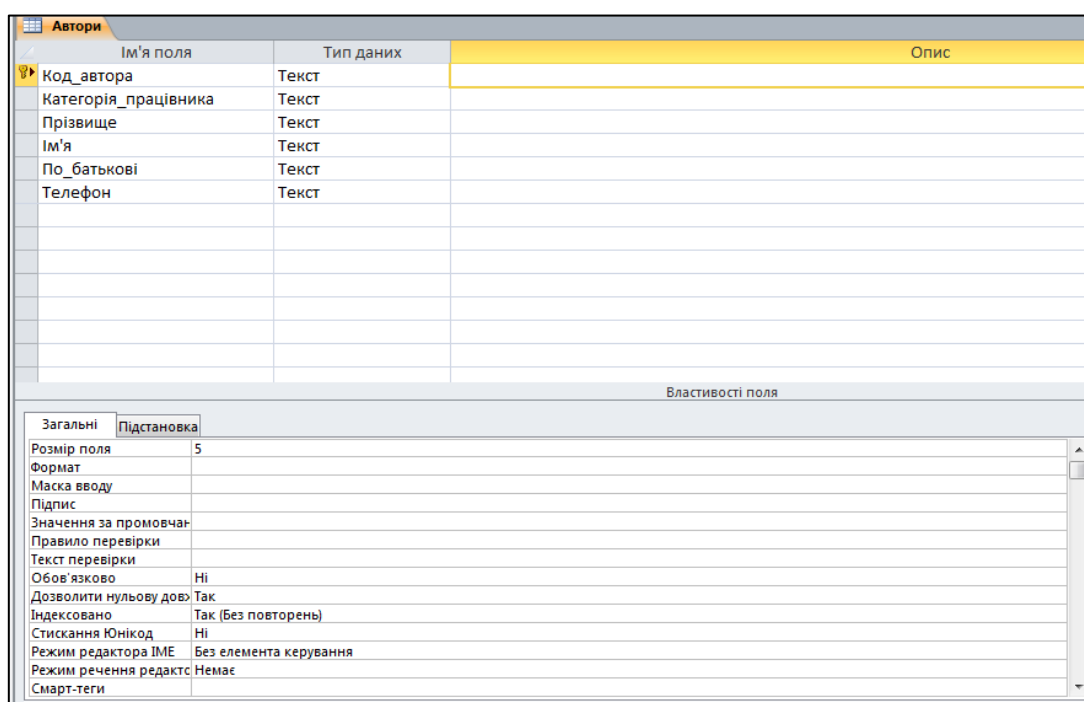 Автори
Ім'я поля Тип даних Опис
Код_автора Текст
Категорія_працівника Текст
Прізвище Текст
Ім'я Текст
По_батькові Текст
Телефон Текст
Властивості поля
Загальні Підстановка
Розмір поля 5
Формат
Маска вводу
Підпис
Значення за промовчан
Правило перевірки
Текст перевірки
Обов'язково Ні
Дозволити нульову довж Так
Індексовано Так (Без повторень)
Стискання Юнікод Ні
Режим редактора IME Без елемента керування
Режим речення редактс Немає
Смарт-теги